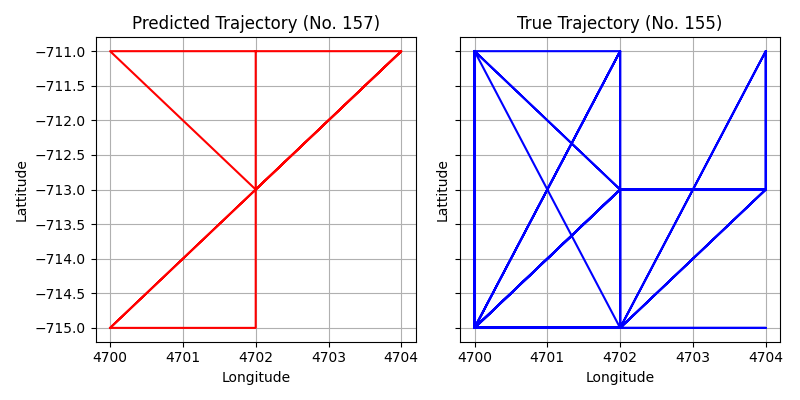 Predicted Trajectory (No. 157)
True Trajectory (No. 155)
−711.0
−711.5
−712.0
−712.5
−713.0
−713.5
−714.0
−714.5
−715.0
Lattitude
Lattitude
4700 4701 4702 4703 4704
4700 4701 4702 4703 4704
Longitude
Longitude